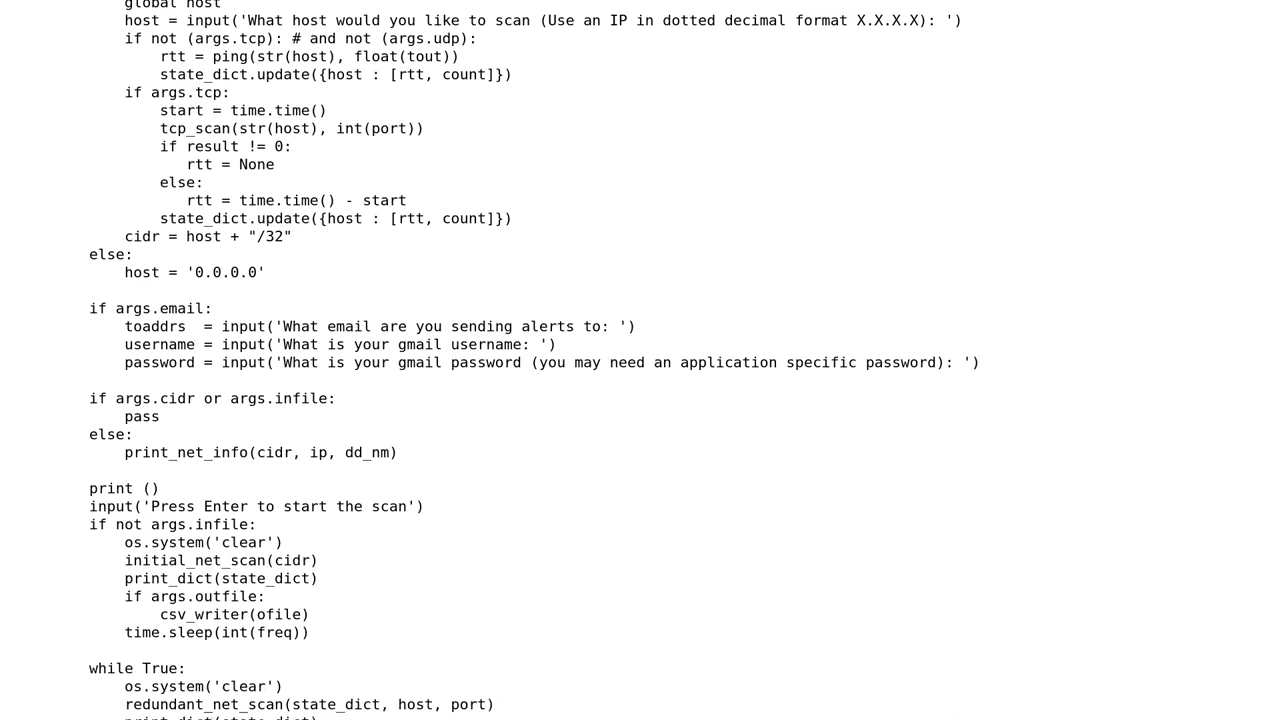 global host
host = input('What host would you like to scan (Use an IP in dotted decimal format X.X.X.X): ')
if not (args.tcp): # and not (args.udp):
rtt = ping(str(host), float(tout))
state_dict.update({host : [rtt, count]})
if args.tcp:
start = time.time()
tcp_scan(str(host), int(port))
if result != 0:
rtt = None
else:
rtt = time.time() - start
state_dict.update({host : [rtt, count]})
cidr = host + "/32"
else:
host = '0.0.0.0'
if args.email:
toaddrs  = input('What email are you sending alerts to: ')
username = input('What is your gmail username: ')
password = input('What is your gmail password (you may need an application specific password): ')
if args.cidr or args.infile:
pass
else:
print_net_info(cidr, ip, dd_nm)
print ()
input('Press Enter to start the scan')
if not args.infile:
os.system('clear')
initial_net_scan(cidr)
print_dict(state_dict)
if args.outfile:
csv_writer(ofile)
time.sleep(int(freq))
while True:
os.system('clear')
redundant_net_scan(state_dict, host, port)
print_dict(state_dict)